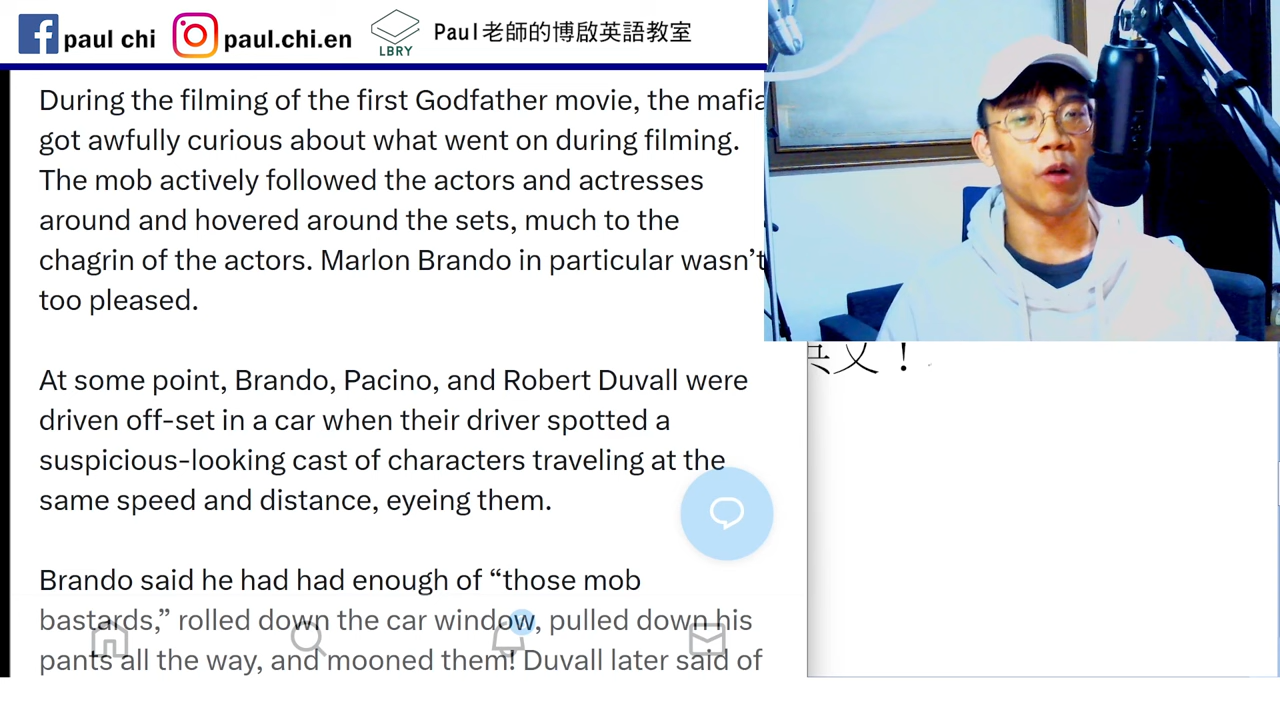 paul chi
paul.chi.en
LBRY
Paul老師的博啟英語教室
During the filming of the first Godfather movie, the mafia
got awfully curious about what went on during filming.
The mob actively followed the actors and actresses
around and hovered around the sets, much to the
chagrin of the actors. Marlon Brando in particular wasn’t
too pleased.
At some point, Brando, Pacino, and Robert Duvall were
driven off-set in a car when their driver spotted a
suspicious-looking cast of characters traveling at the
same speed and distance, eyeing them.
Brando said he had had enough of “those mob
bastards,” rolled down the car window, pulled down his
pants all the way, and mooned them! Duvall later said of
文！